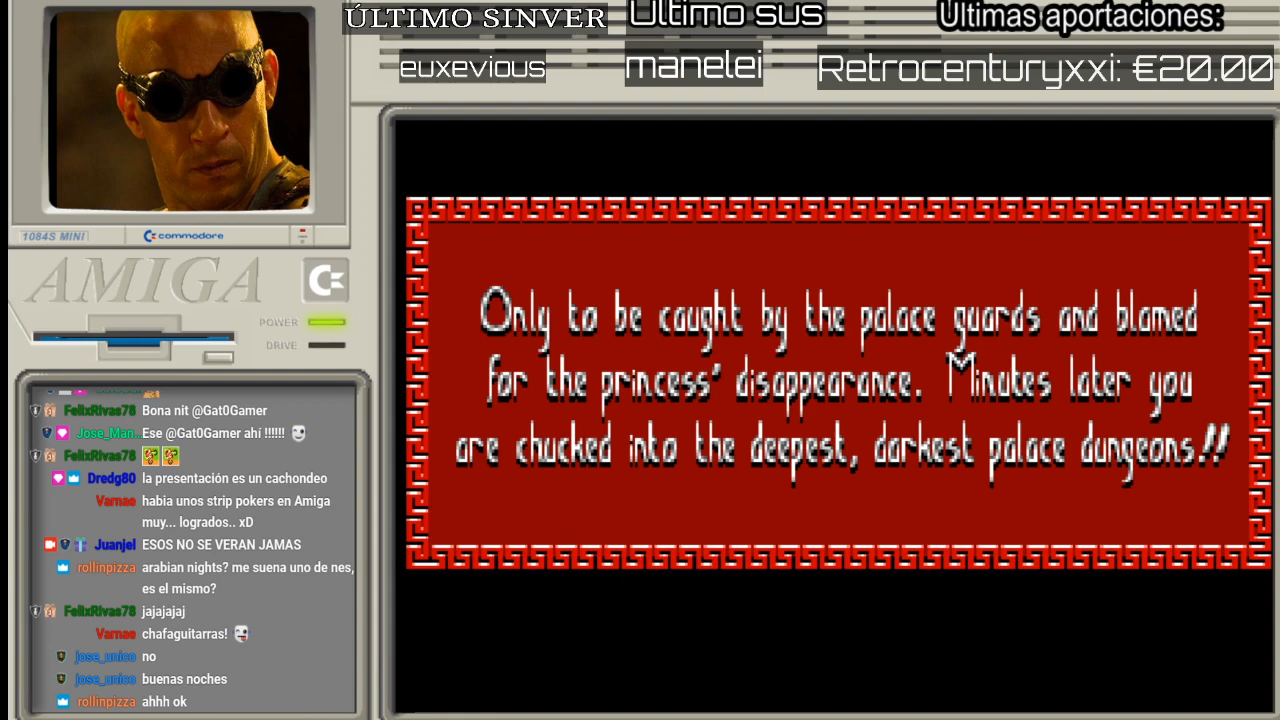 ÚLTIMO SINVER
Último sus
Últimas aportaciones:
euxevious
manelei
Retrocenturyxxi: €20.00
1084S MINI
commodore
AMIGA
POWER
DRIVE
FelixRivas78 Bona nit @Gat0Gamer
Jose_Man... Ese @Gat0Gamer ahí !!!!!!
FelixRivas78
Dredg80 la presentación es un cachondeo
Varnae habia unos strip pokers en Amiga
muy... logrados.. xD
Juanjel ESOS NO SE VERAN JAMAS
rollinpizza arabian nights? me suena uno de nes,
es el mismo?
FelixRivas78 jajajajaj
Varnae chafaguitarras!
jose_unico no
jose_unico buenas noches
rollinpizza ahhh ok
Only to be caught by the palace guards and blamed
for the princess' disappearance. Minutes later you
are chucked into the deepest, darkest palace dungeons!!